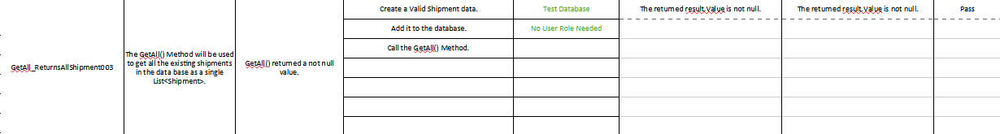 Create a Valid Shipment data.
Test Database
The returned result.Value is not null.
The returned result.Value is not null.
Pass
Add it to the database.
No User Role Needed
Call the GetAll() Method.
GetAll_ReturnsAllShipment003
The GetAll() Method will be used
to get all the existing shipments
in the data base as a single
List<Shipment>.
GetAll() returned a not null
value.